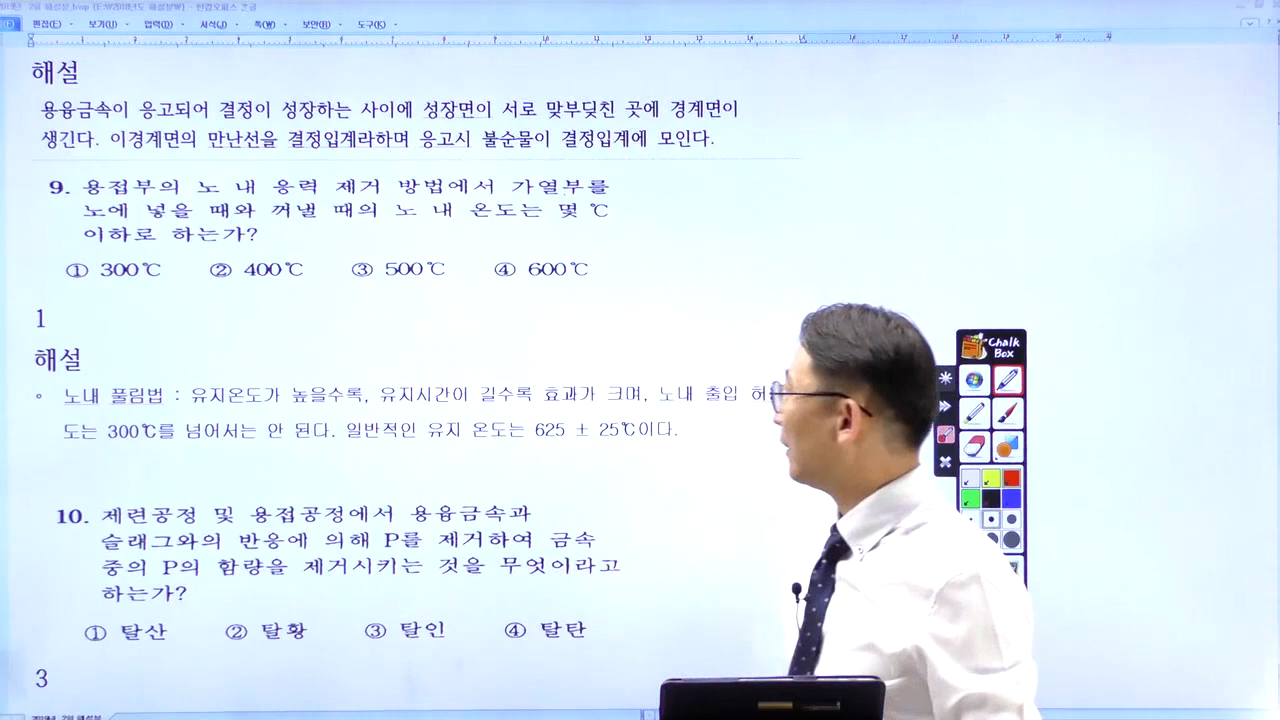 편집(E) 보기(U) 입력(D) 서식(J) 쪽(W) 보안(B) 도구(K)
해설
용융금속이 응고되어 결정이 성장하는 사이에 성장면이 서로 맞부딪친 곳에 경계면이
생긴다. 이경계면의 만난선을 결정입계라하며 응고시 불순물이 결정입계에 모인다.
9. 용접부의 노 내 응력 제거 방법에서 가열부를
노에 넣을 때와 꺼낼 때의 노 내 온도는 몇 ℃
이하로 하는가?
① 300℃ ② 400℃ ③ 500℃ ④ 600℃
1
해설
◦ 노내 풀림법 : 유지온도가 높을수록, 유지시간이 길수록 효과가 크며, 노내 출입
도는 300℃를 넘어서는 안 된다. 일반적인 유지 온도는 625 ± 25℃이다.
Chalk
Box
10. 제련공정 및 용접공정에서 용융금속과
슬래그와의 반응에 의해 P를 제거하여 금속
중의 P의 함량을 제거시키는 것을 무엇이라고
하는가?
① 탈산 ② 탈황 ③ 탈인 ④ 탈탄
3